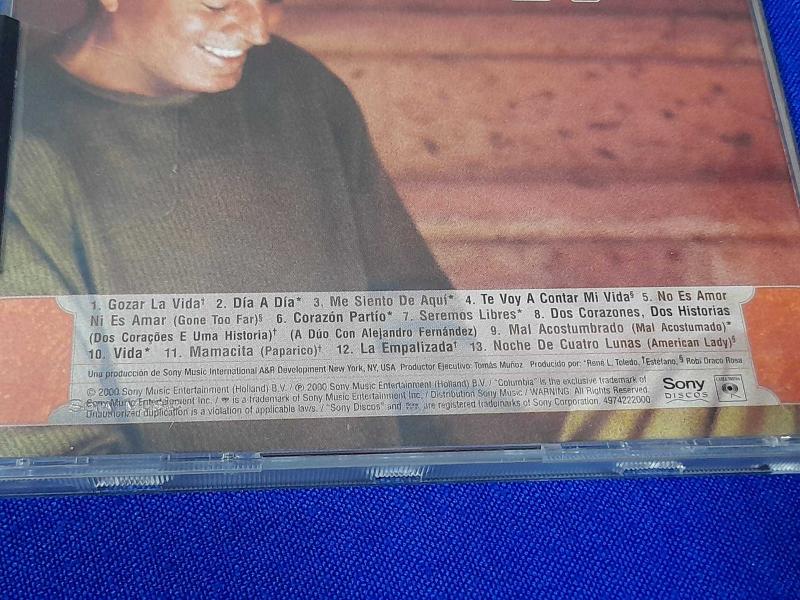 1. Gozar La Vida† 2. Día A Día* 3. Me Siento De Aquí* 4. Te Voy A Contar Mi Vida§ 5. No Es Amor
Ni Es Amar (Gone Too Far)§ 6. Corazón Partío* 7. Seremos Libres* 8. Dos Corazones, Dos Historias
(Dos Corações E Uma Historia)† (A Dúo Con Alejandro Fernández) 9. Mal Acostumbrado (Mal Acostumado)*
10. Vida* 11. Mamacita (Paparico)† 12. La Empalizada† 13. Noche De Cuatro Lunas (American Lady)§
Una producción de Sony Music International A&R Development New York, NY, USA Productor Ejecutivo: Tomás Muñoz Producido por: *René L. Toledo, †Estéfano, § Robi Draco Rosa
© 2000 Sony Music Entertainment (Holland) B.V. / ℗ 2000 Sony Music Entertainment (Holland) B.V. / "Columbia" is the exclusive trademark of
Sony Music Entertainment Inc. / is a trademark of Sony Music Entertainment Inc. / Distribution Sony Music / WARNING: All Rights Reserved.
Unauthorized duplication is a violation of applicable laws. / "Sony Discos" and are registered trademarks of Sony Corporation. 4974222000
Sony
DISCOS
COLUMBIA